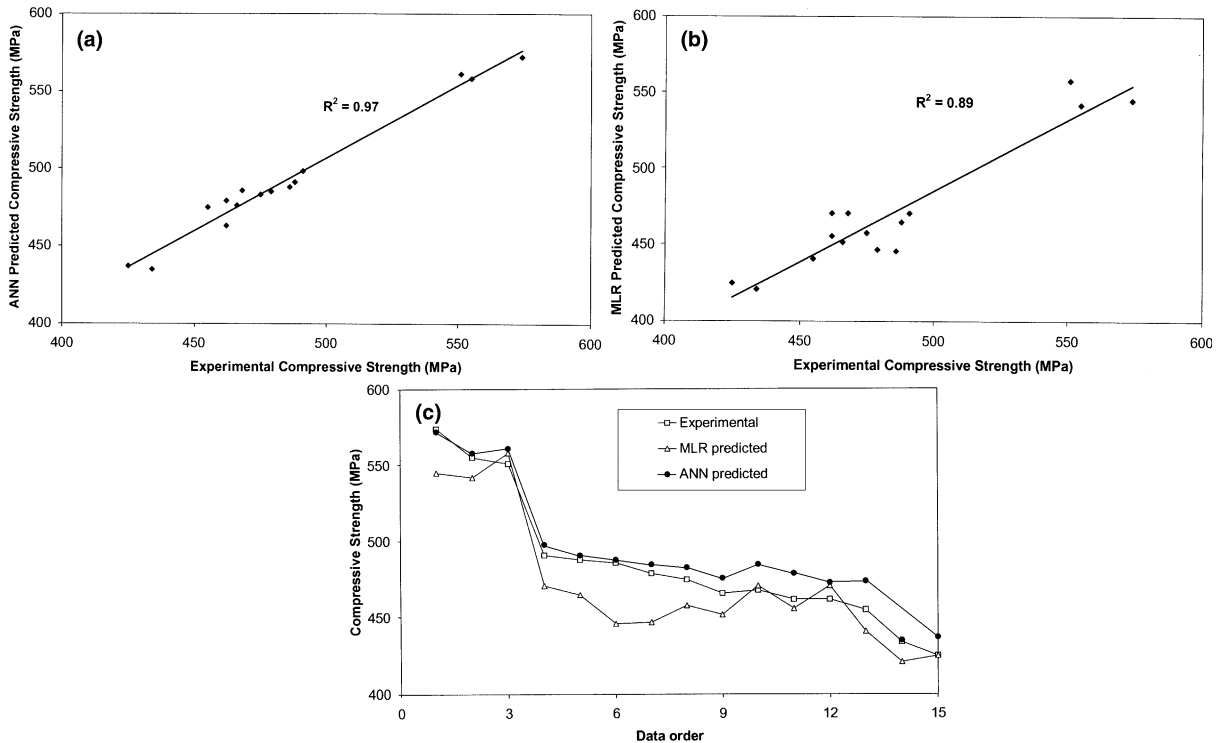 (a)
R² = 0.97
ANN Predicted Compressive Strength (MPa)
600
550
500
450
400
400 450 500 550 600
Experimental Compressive Strength (MPa)
(b)
R² = 0.89
MLR Predicted Compressive Strength (MPa)
600
550
500
450
400
400 450 500 550 600
Experimental Compressive Strength (MPa)
(c)
Experimental
MLR predicted
ANN predicted
Compressive Strength (MPa)
600
550
500
450
400
0 3 6 9 12 15
Data order